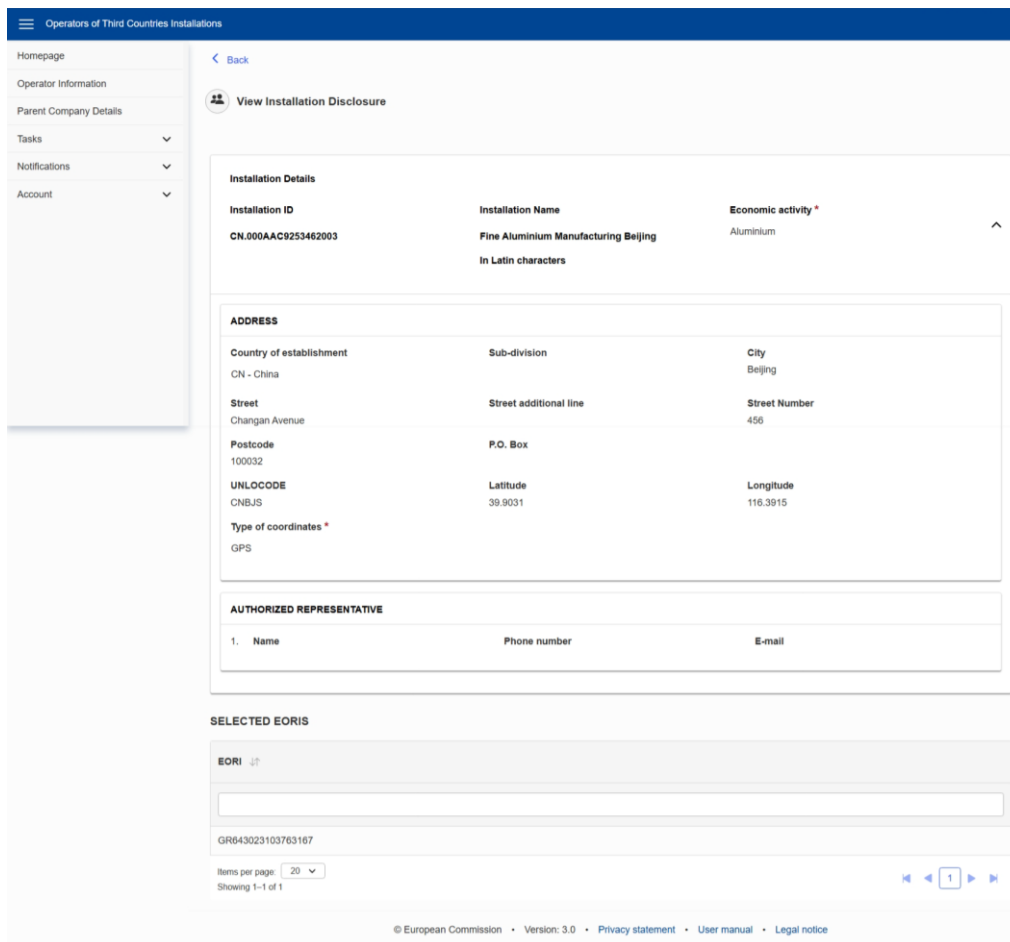 Operators of Third Countries Installations
Homepage
Operator Information
Parent Company Details
Tasks
Notifications
Account
Back
View Installation Disclosure
Installation Details
Installation ID Installation Name Economic activity *
CN.000AAC9253462003 Fine Aluminium Manufacturing Beijing Aluminium
In Latin characters
ADDRESS
Country of establishment Sub-division City
CN - China Beijing
Street Street additional line Street Number
Changan Avenue 456
Postcode P.O. Box
100032
UNLOCODE Latitude Longitude
CNBJS 39.9031 116.3915
Type of coordinates *
GPS
AUTHORIZED REPRESENTATIVE
1. Name Phone number E-mail
SELECTED EORIS
EORI
GR643023103763167
Items per page: 20
Showing 1–1 of 1
1
© European Commission • Version: 3.0 • Privacy statement • User manual • Legal notice